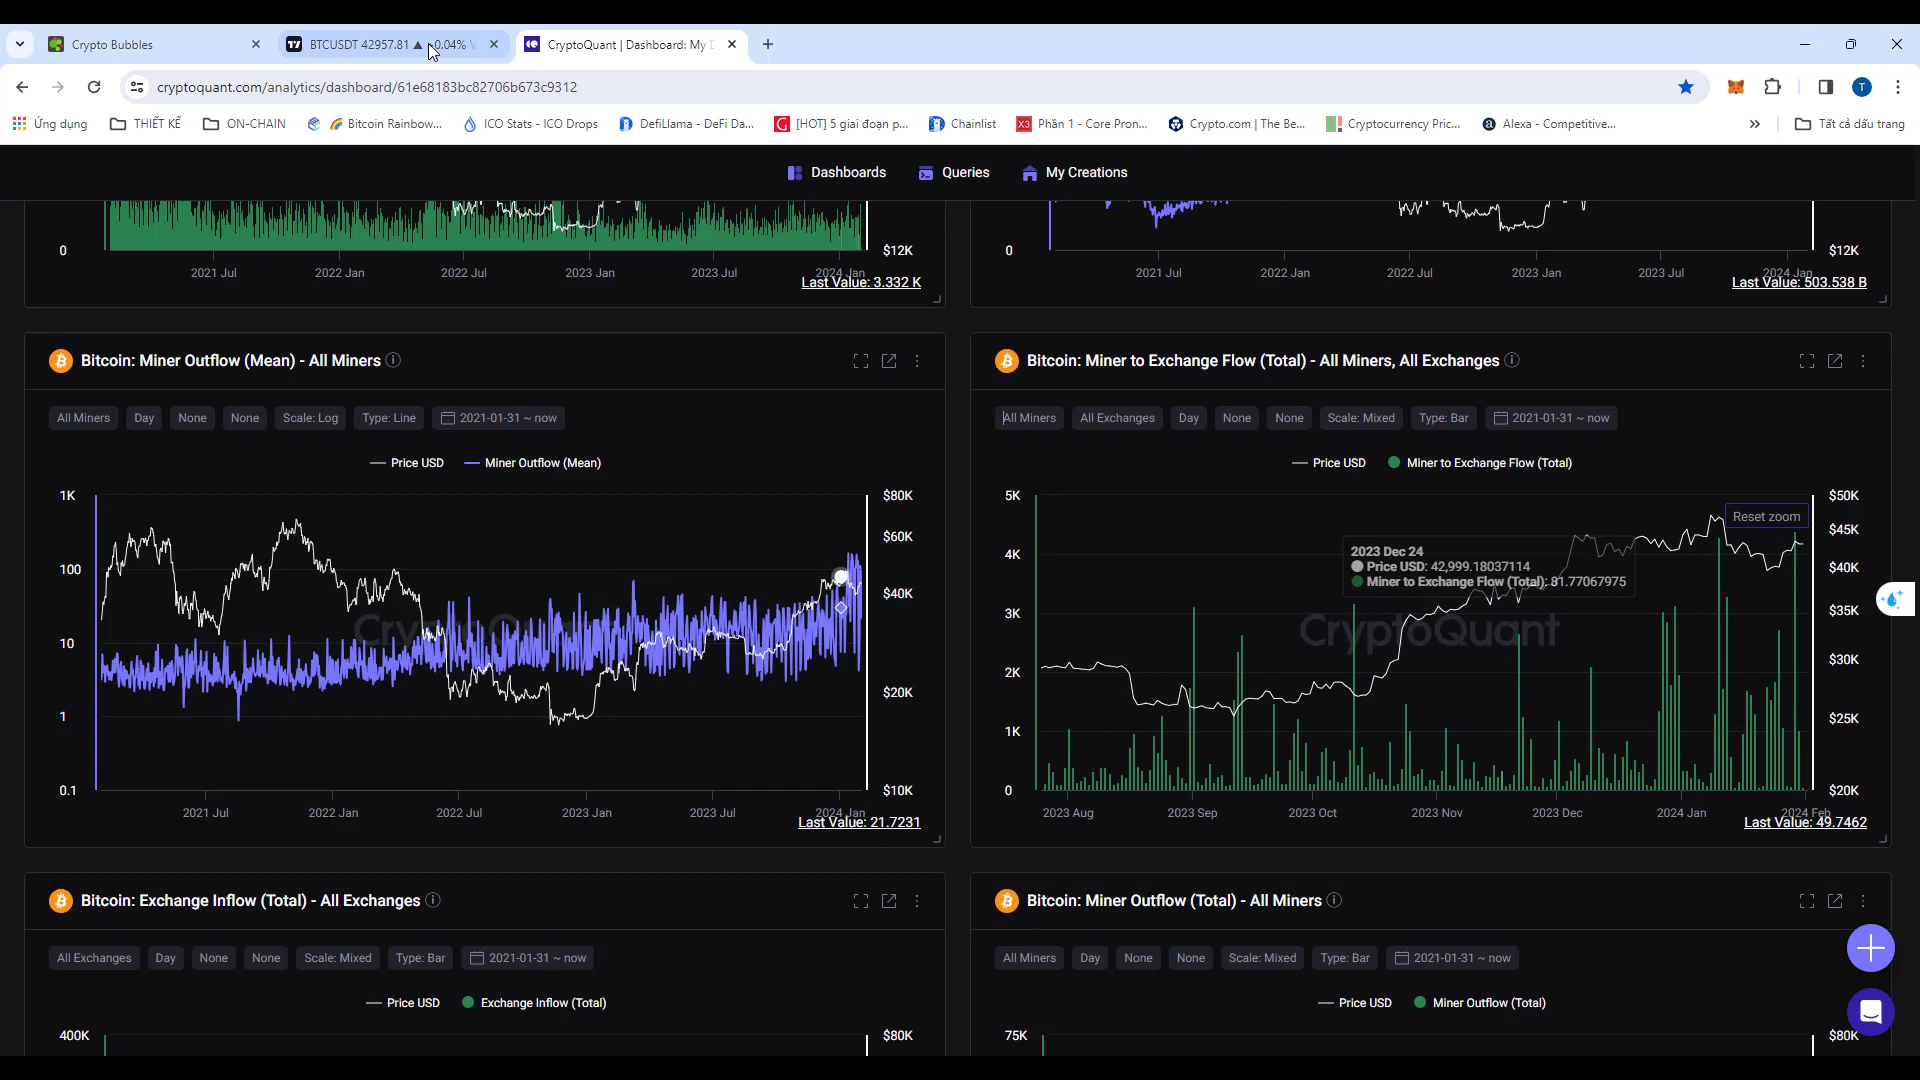 Crypto Bubbles
BTCUSDT 42957.81 ▲ +0.04%
CryptoQuant | Dashboard: My D
cryptoquant.com/analytics/dashboard/61e68183bc82706b673c9312
Ứng dụng
THIẾT KẾ
ON-CHAIN
Bitcoin Rainbow...
ICO Stats - ICO Drops
DefiLlama - DeFi Da...
[HOT] 5 giai đoạn p...
Chainlist
Phần 1 - Core Pron...
Crypto.com | The Be...
Cryptocurrency Pric...
Alexa - Competitive...
Tất cả dấu trang
Dashboards
Queries
My Creations
0
$12K
2021 Jul 2022 Jan 2022 Jul 2023 Jan 2023 Jul 2024 Jan
Last Value: 3.332 K
0
$12K
2021 Jul 2022 Jan 2022 Jul 2023 Jan 2023 Jul 2024 Jan
Last Value: 503.538 B
Bitcoin: Miner Outflow (Mean) - All Miners
All Miners Day None None Scale: Log Type: Line 2021-01-31 ~ now
Price USD Miner Outflow (Mean)
1K $80K
$60K
100
$40K
10
$20K
1
0.1 $10K
CryptoQuant
2021 Jul 2022 Jan 2022 Jul 2023 Jan 2023 Jul 2024 Jan
Last Value: 21.7231
Bitcoin: Miner to Exchange Flow (Total) - All Miners, All Exchanges
All Miners All Exchanges Day None None Scale: Mixed Type: Bar 2021-01-31 ~ now
Price USD Miner to Exchange Flow (Total)
5K $50K
Reset zoom
$45K
4K $40K
2023 Dec 24
Price USD: 42,999.18037114
Miner to Exchange Flow (Total): 81.77067975
3K $35K
CryptoQuant
2K $30K
1K $25K
0 $20K
2023 Aug 2023 Sep 2023 Oct 2023 Nov 2023 Dec 2024 Jan 2024 Feb
Last Value: 49.7462
Bitcoin: Exchange Inflow (Total) - All Exchanges
All Exchanges Day None None Scale: Mixed Type: Bar 2021-01-31 ~ now
Price USD Exchange Inflow (Total)
400K $80K
Bitcoin: Miner Outflow (Total) - All Miners
All Miners Day None None Scale: Mixed Type: Bar 2021-01-31 ~ now
Price USD Miner Outflow (Total)
75K $80K